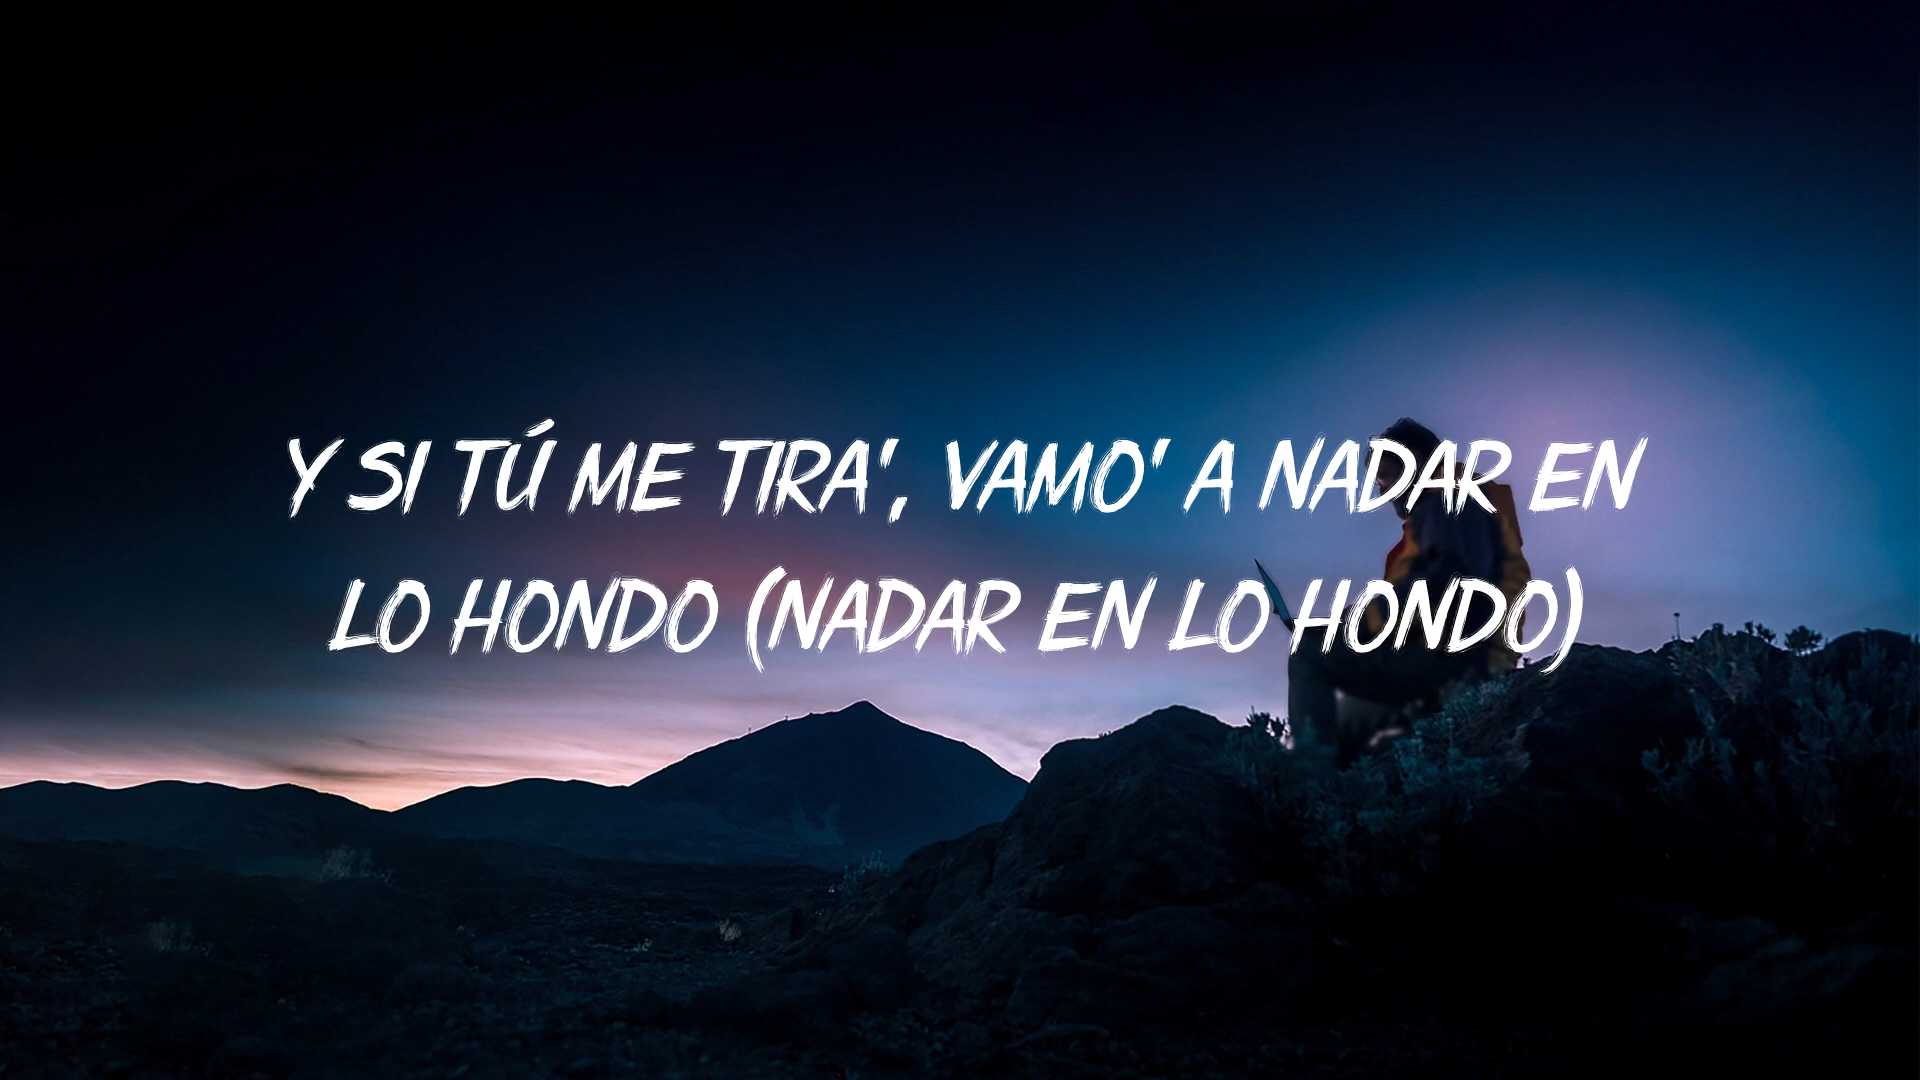 Y SI TÚ ME TIRA', VAMO' A NADAR EN
LO HONDO (NADAR EN LO HONDO)